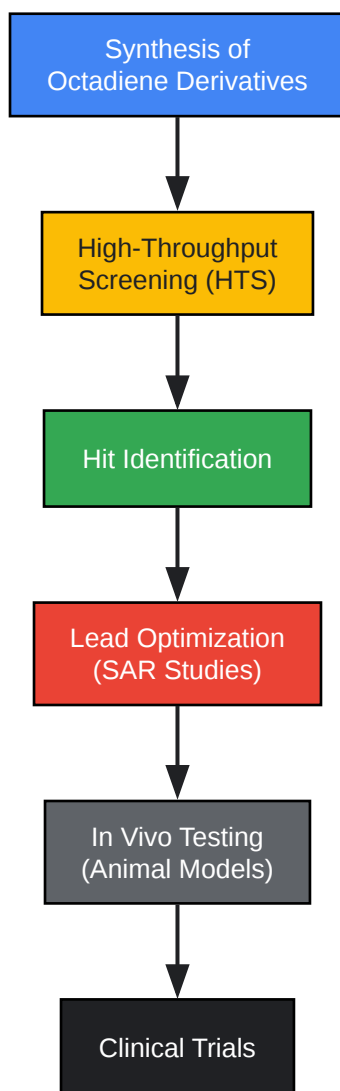 Synthesis of
Octadiene Derivatives
High-Throughput
Screening (HTS)
Hit Identification
Lead Optimization
(SAR Studies)
In Vivo Testing
(Animal Models)
Clinical Trials